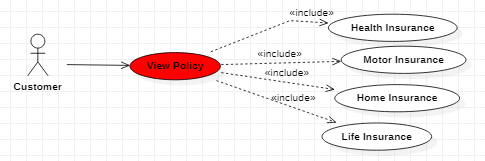 «include»
Health Insurance
«include»
Motor Insurance
View Policy
«include»
Customer
Home Insurance
«include»
Life Insurance